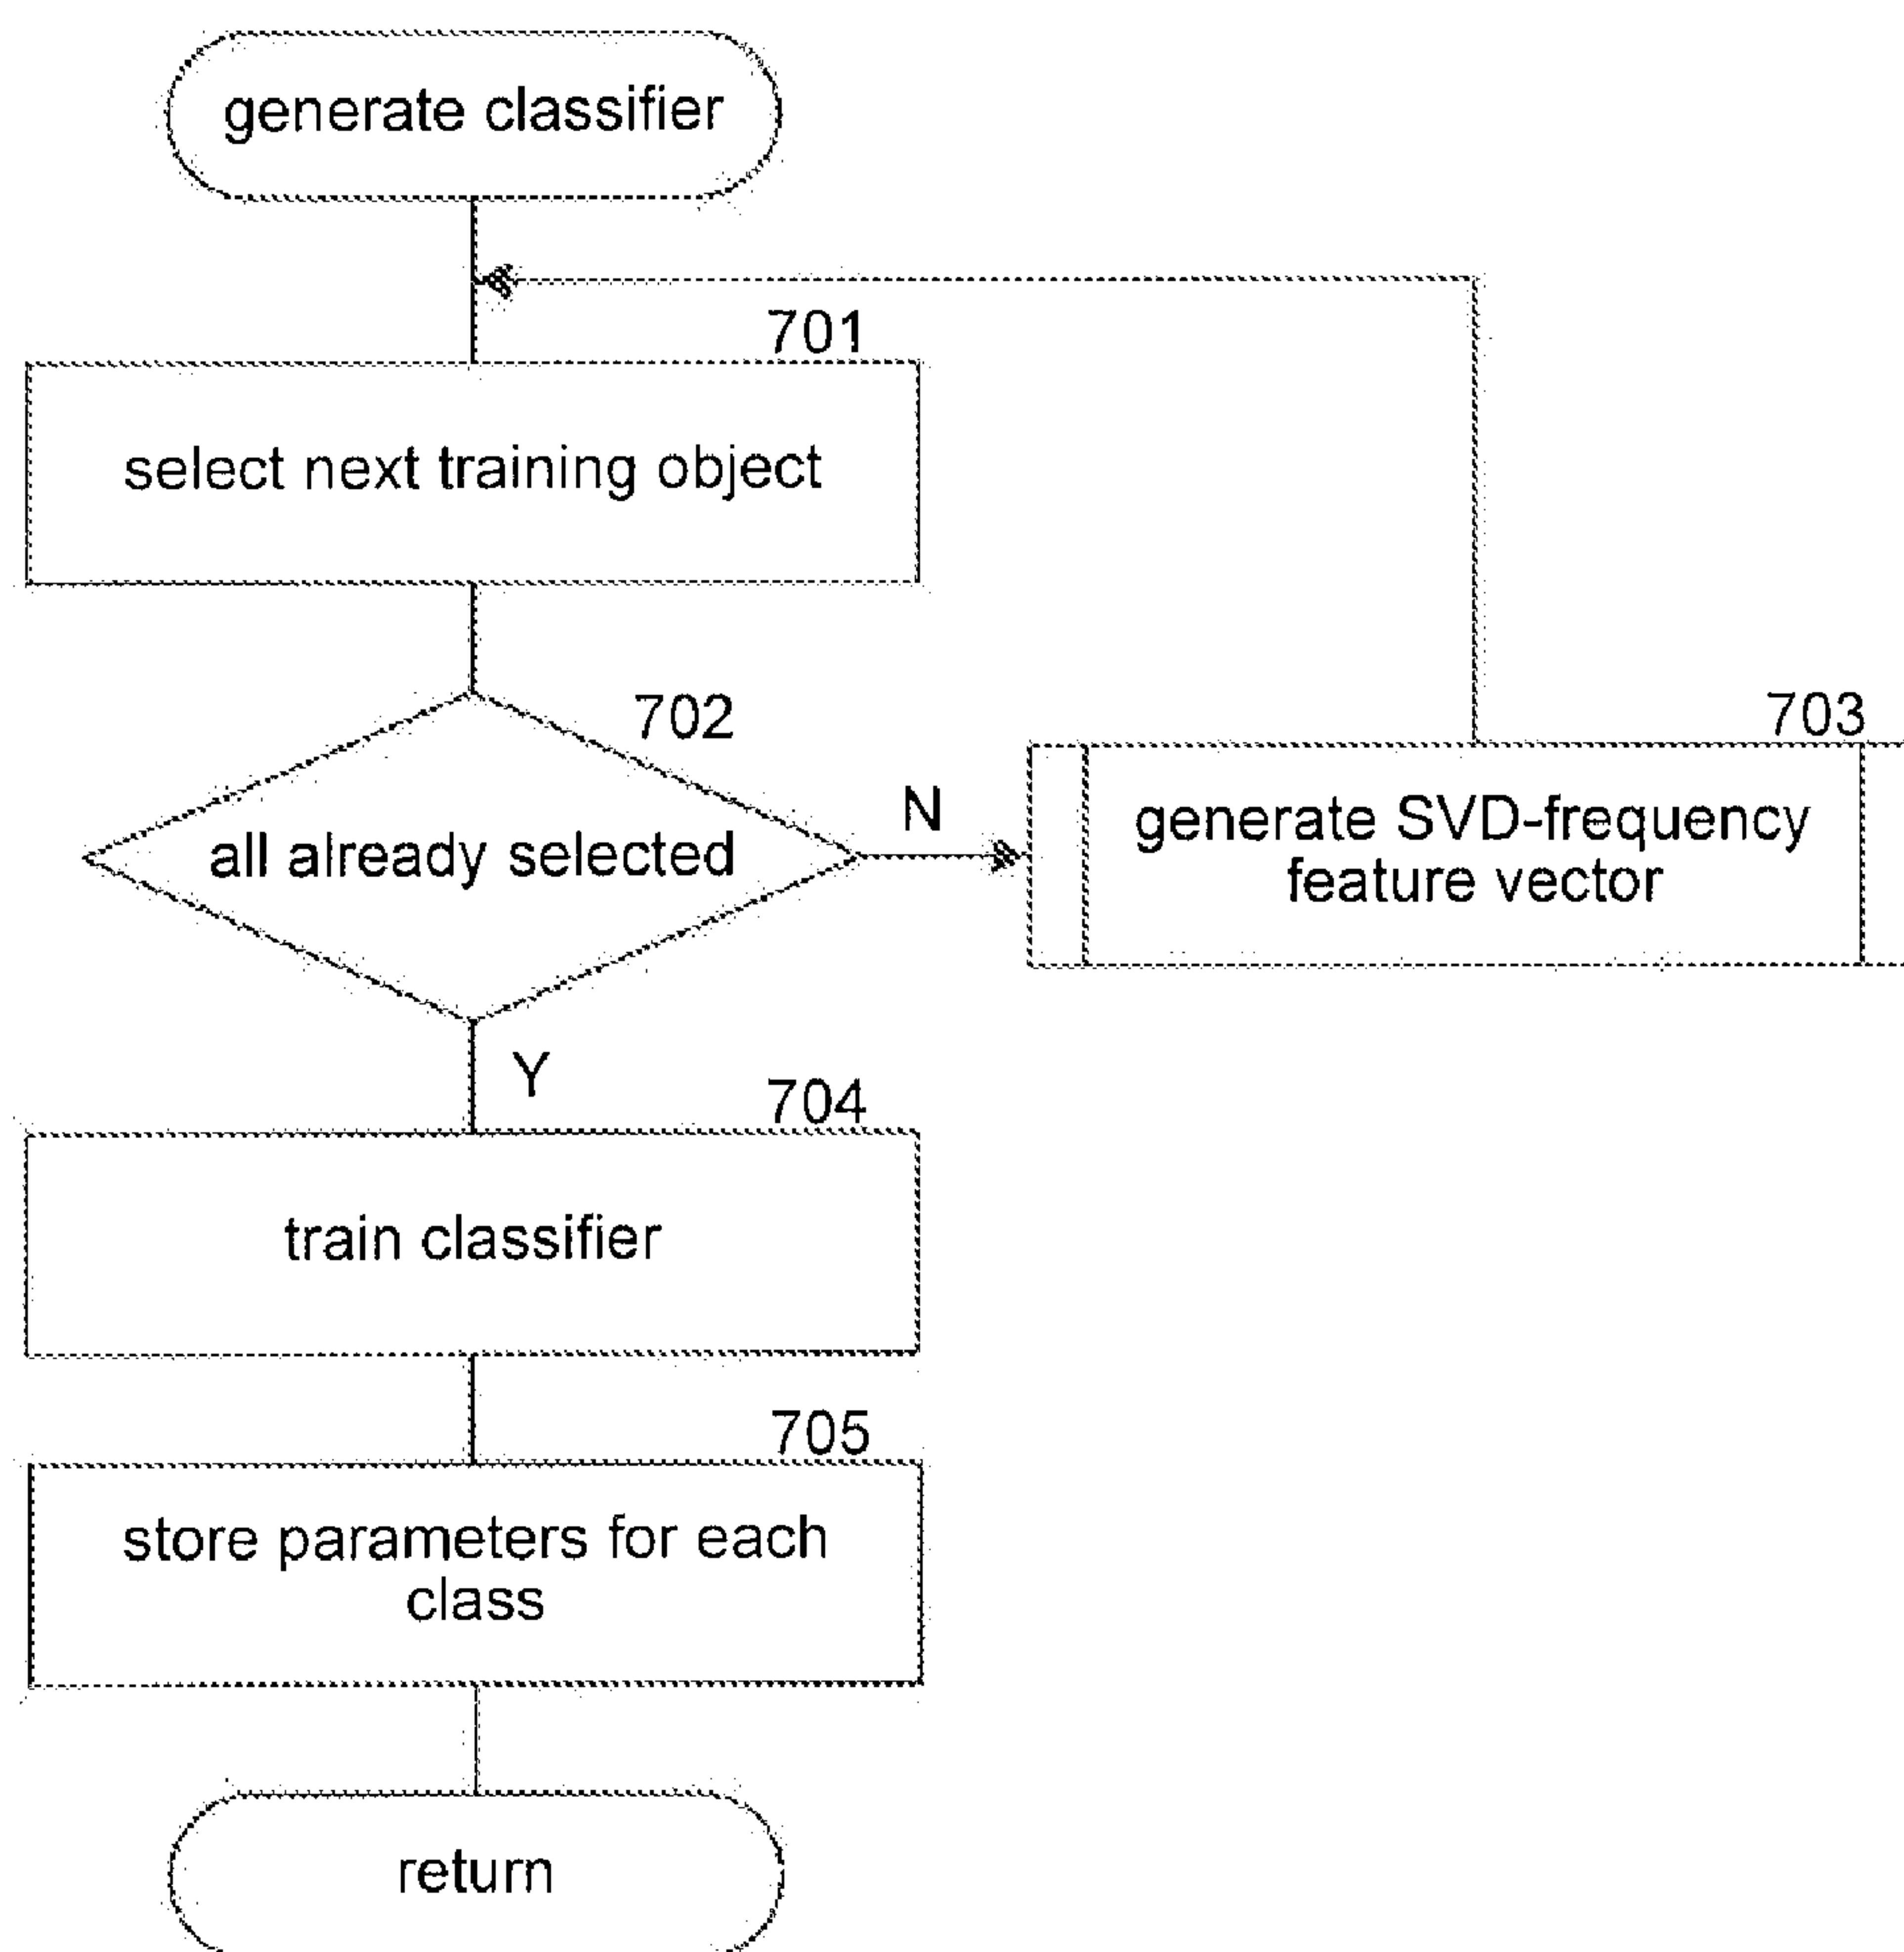 generate classifier
701
select next training object
702
all already selected
N
703
generate SVD-frequency
feature vector
Y
704
train classifier
705
store parameters for each
class
return